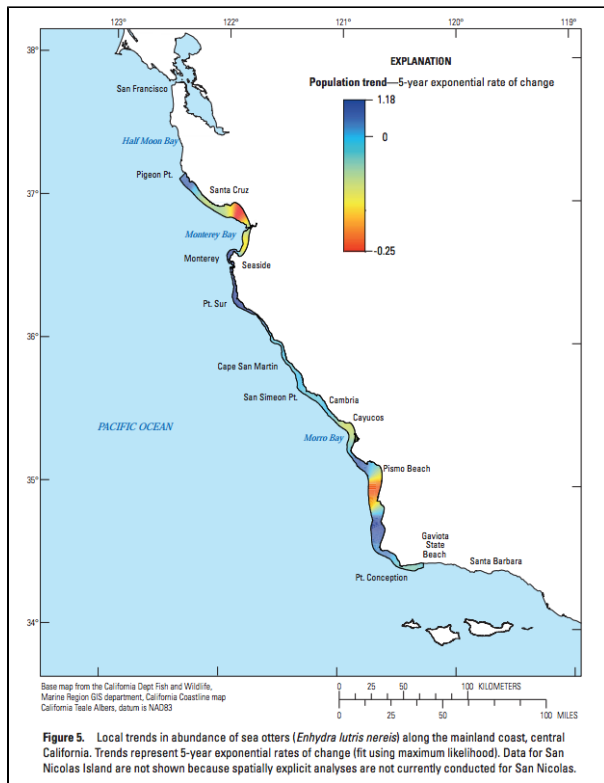 123° 122° 121° 120° 119°
38°
EXPLANATION
Population trend—5-year exponential rate of change
1.18
0
-0.25
San Francisco
Half Moon Bay
Pigeon Pt.
37°
Santa Cruz
Monterey Bay
Monterey
Seaside
Pt. Sur
36°
Cape San Martin
San Simeon Pt.
Cambria
Cayucos
PACIFIC OCEAN
Morro Bay
35°
Pismo Beach
Gaviota
State
Beach
Santa Barbara
Pt. Conception
34°
Base map from the California Dept Fish and Wildlife,
Marine Region GIS department, California Coastline map
California Teale Albers, datum is NAD83
0 25 50 100 KILOMETERS
0 25 50 100 MILES
Figure 5. Local trends in abundance of sea otters (Enhydra lutris nereis) along the mainland coast, central
California. Trends represent 5-year exponential rates of change (fit using maximum likelihood). Data for San
Nicolas Island are not shown because spatially explicit analyses are not currently conducted for San Nicolas.